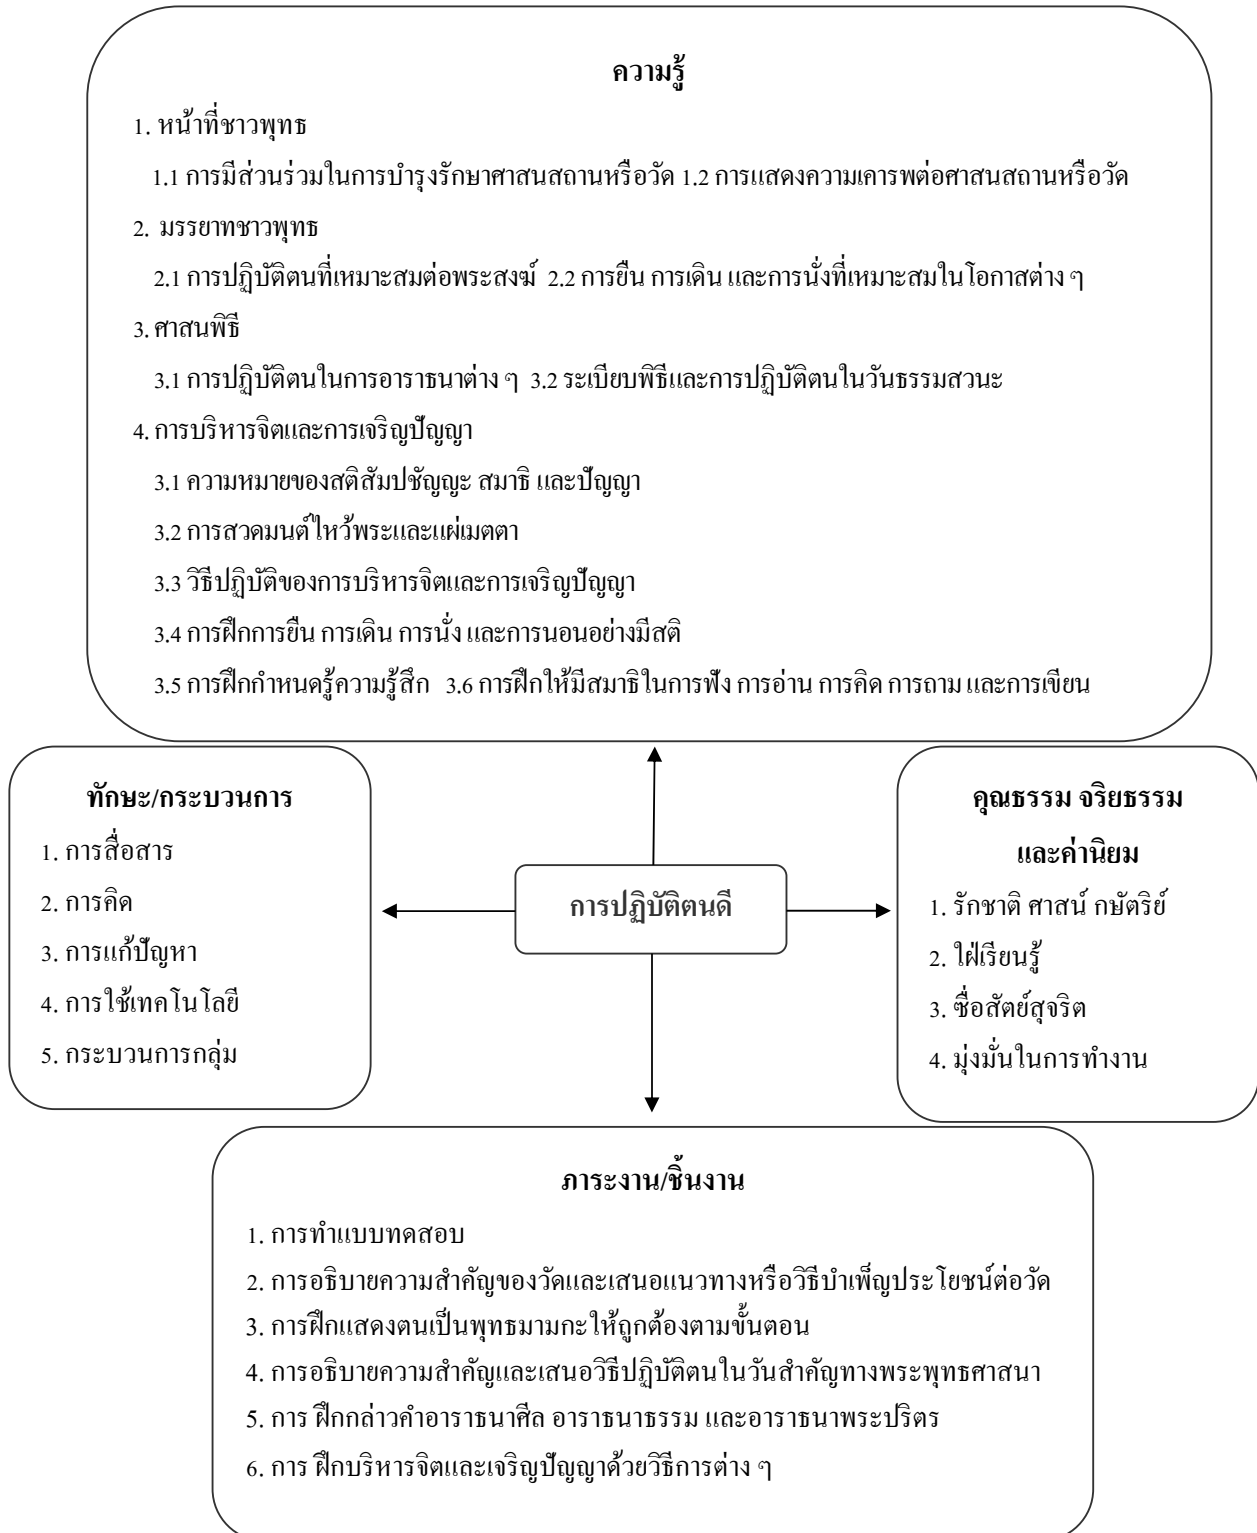 ความรู้
1. หน้าที่ชาวพุทธ
1.1 การมีส่วนร่วมในการบำรุงรักษาศาสนสถานหรือวัด 1.2 การแสดงความเคารพต่อศาสนสถานหรือวัด
2. มรรยาทชาวพุทธ
2.1 การปฏิบัติตนที่เหมาะสมต่อพระสงฆ์ 2.2 การยืน การเดิน และการนั่งที่เหมาะสมในโอกาสต่าง ๆ
3. ศาสนพิธี
3.1 การปฏิบัติตนในการอาราธนาต่าง ๆ 3.2 ระเบียบพิธีและการปฏิบัติตนในวันธรรมสวนะ
4. การบริหารจิตและการเจริญปัญญา
3.1 ความหมายของสติสัมปชัญญะ สมาธิ และปัญญา
3.2 การสวดมนต์ไหว้พระและแผ่เมตตา
3.3 วิธีปฏิบัติของการบริหารจิตและการเจริญปัญญา
3.4 การฝึกการยืน การเดิน การนั่ง และการนอนอย่างมีสติ
3.5 การฝึกกำหนดรู้ความรู้สึก 3.6 การฝึกให้มีสมาธิในการฟัง การอ่าน การคิด การถาม และการเขียน
ทักษะ/กระบวนการ
1. การสื่อสาร
2. การคิด
3. การแก้ปัญหา
4. การใช้เทคโนโลยี
5. กระบวนการกลุ่ม
การปฏิบัติตนดี
คุณธรรม จริยธรรม
และค่านิยม
1. รักชาติ ศาสน์ กษัตริย์
2. ใฝ่เรียนรู้
3. ซื่อสัตย์สุจริต
4. มุ่งมั่นในการทำงาน
ภาระงาน/ชิ้นงาน
1. การทำแบบทดสอบ
2. การอธิบายความสำคัญของวัดและเสนอแนวทางหรือวิธีบำเพ็ญประโยชน์ต่อวัด
3. การฝึกแสดงตนเป็นพุทธมามกะให้ถูกต้องตามขั้นตอน
4. การอธิบายความสำคัญและเสนอวิธีปฏิบัติตนในวันสำคัญทางพระพุทธศาสนา
5. การ ฝึกกล่าวคำอาราธนาศีล อาราธนาธรรม และอาราธนาพระปริตร
6. การ ฝึกบริหารจิตและเจริญปัญญาด้วยวิธีการต่าง ๆ